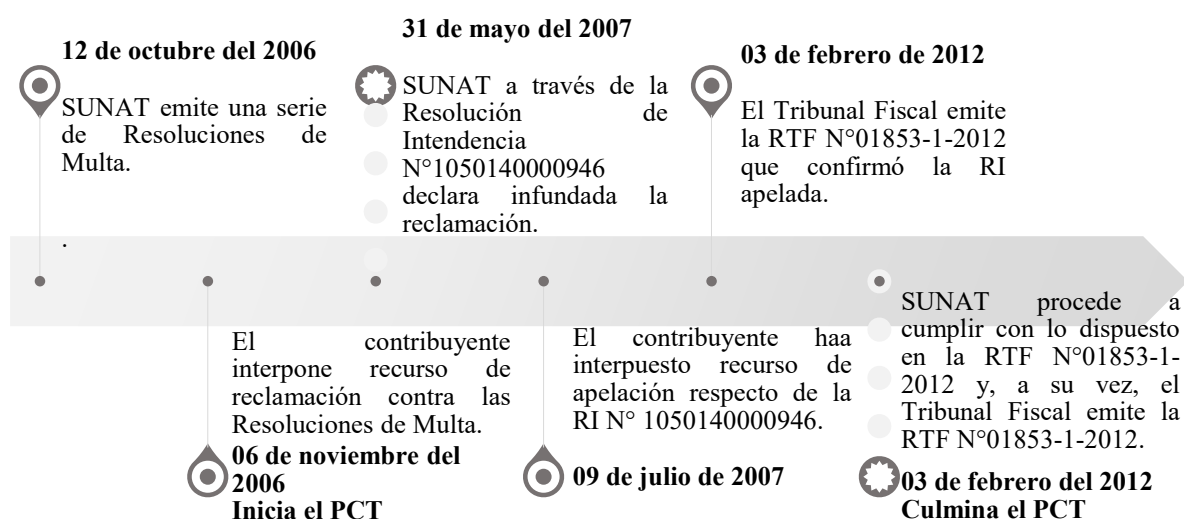 12 de octubre del 2006
SUNAT emite una serie
de Resoluciones de
Multa.
.
31 de mayo del 2007
SUNAT a través de la
Resolución de
Intendencia
N°1050140000946
declara infundada la
reclamación.
03 de febrero de 2012
El Tribunal Fiscal emite
la RTF N°01853-1-2012
que confirmó la RI
apelada.
El contribuyente
interpone recurso de
reclamación contra las
Resoluciones de Multa.
06 de noviembre del
2006
Inicia el PCT
El contribuyente haa
interpuesto recurso de
apelación respecto de la
RI N° 1050140000946.
09 de julio de 2007
SUNAT procede a
cumplir con lo dispuesto
en la RTF N°01853-1-
2012 y, a su vez, el
Tribunal Fiscal emite la
RTF N°01853-1-2012.
03 de febrero del 2012
Culmina el PCT